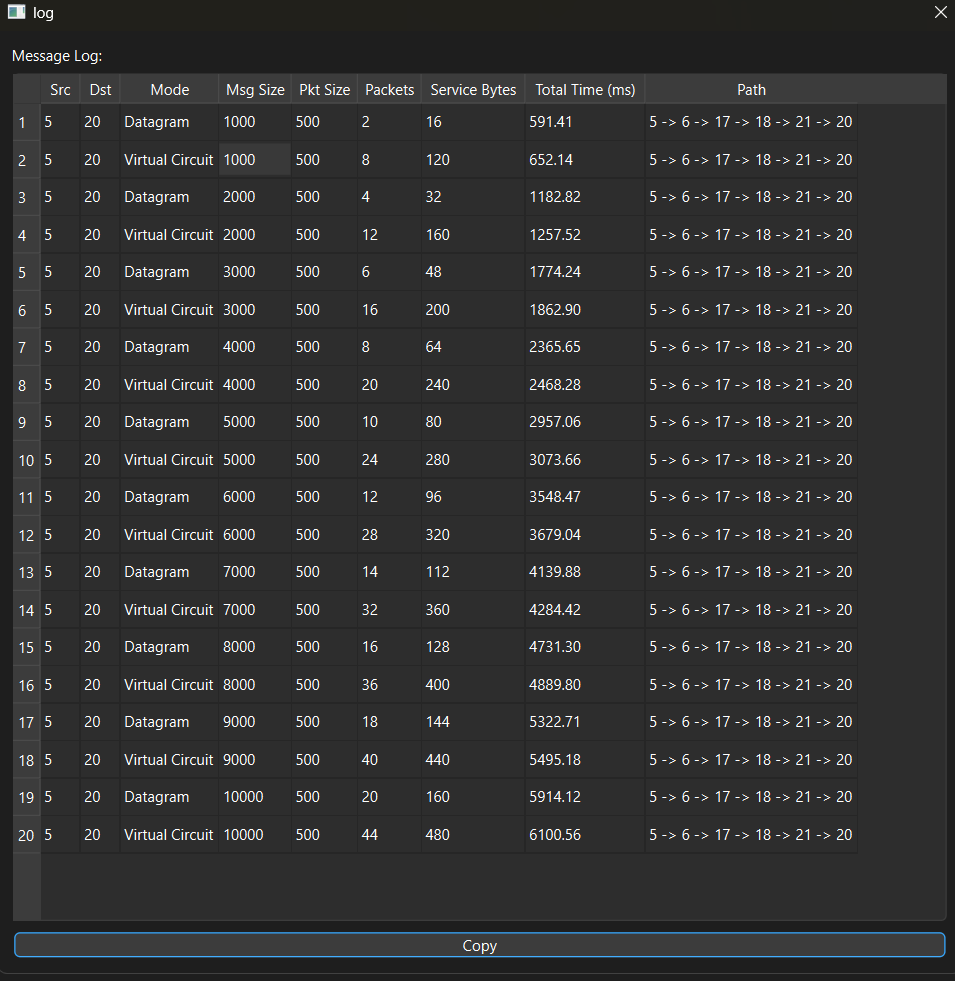 log
Message Log:
Src Dst Mode Msg Size Pkt Size Packets Service Bytes Total Time (ms) Path
1 5 20 Datagram 1000 500 2 16 591.41 5 -> 6 -> 17 -> 18 -> 21 -> 20
2 5 20 Virtual Circuit 1000 500 8 120 652.14 5 -> 6 -> 17 -> 18 -> 21 -> 20
3 5 20 Datagram 2000 500 4 32 1182.82 5 -> 6 -> 17 -> 18 -> 21 -> 20
4 5 20 Virtual Circuit 2000 500 12 160 1257.52 5 -> 6 -> 17 -> 18 -> 21 -> 20
5 5 20 Datagram 3000 500 6 48 1774.24 5 -> 6 -> 17 -> 18 -> 21 -> 20
6 5 20 Virtual Circuit 3000 500 16 200 1862.90 5 -> 6 -> 17 -> 18 -> 21 -> 20
7 5 20 Datagram 4000 500 8 64 2365.65 5 -> 6 -> 17 -> 18 -> 21 -> 20
8 5 20 Virtual Circuit 4000 500 20 240 2468.28 5 -> 6 -> 17 -> 18 -> 21 -> 20
9 5 20 Datagram 5000 500 10 80 2957.06 5 -> 6 -> 17 -> 18 -> 21 -> 20
10 5 20 Virtual Circuit 5000 500 24 280 3073.66 5 -> 6 -> 17 -> 18 -> 21 -> 20
11 5 20 Datagram 6000 500 12 96 3548.47 5 -> 6 -> 17 -> 18 -> 21 -> 20
12 5 20 Virtual Circuit 6000 500 28 320 3679.04 5 -> 6 -> 17 -> 18 -> 21 -> 20
13 5 20 Datagram 7000 500 14 112 4139.88 5 -> 6 -> 17 -> 18 -> 21 -> 20
14 5 20 Virtual Circuit 7000 500 32 360 4284.42 5 -> 6 -> 17 -> 18 -> 21 -> 20
15 5 20 Datagram 8000 500 16 128 4731.30 5 -> 6 -> 17 -> 18 -> 21 -> 20
16 5 20 Virtual Circuit 8000 500 36 400 4889.80 5 -> 6 -> 17 -> 18 -> 21 -> 20
17 5 20 Datagram 9000 500 18 144 5322.71 5 -> 6 -> 17 -> 18 -> 21 -> 20
18 5 20 Virtual Circuit 9000 500 40 440 5495.18 5 -> 6 -> 17 -> 18 -> 21 -> 20
19 5 20 Datagram 10000 500 20 160 5914.12 5 -> 6 -> 17 -> 18 -> 21 -> 20
20 5 20 Virtual Circuit 10000 500 44 480 6100.56 5 -> 6 -> 17 -> 18 -> 21 -> 20
Copy